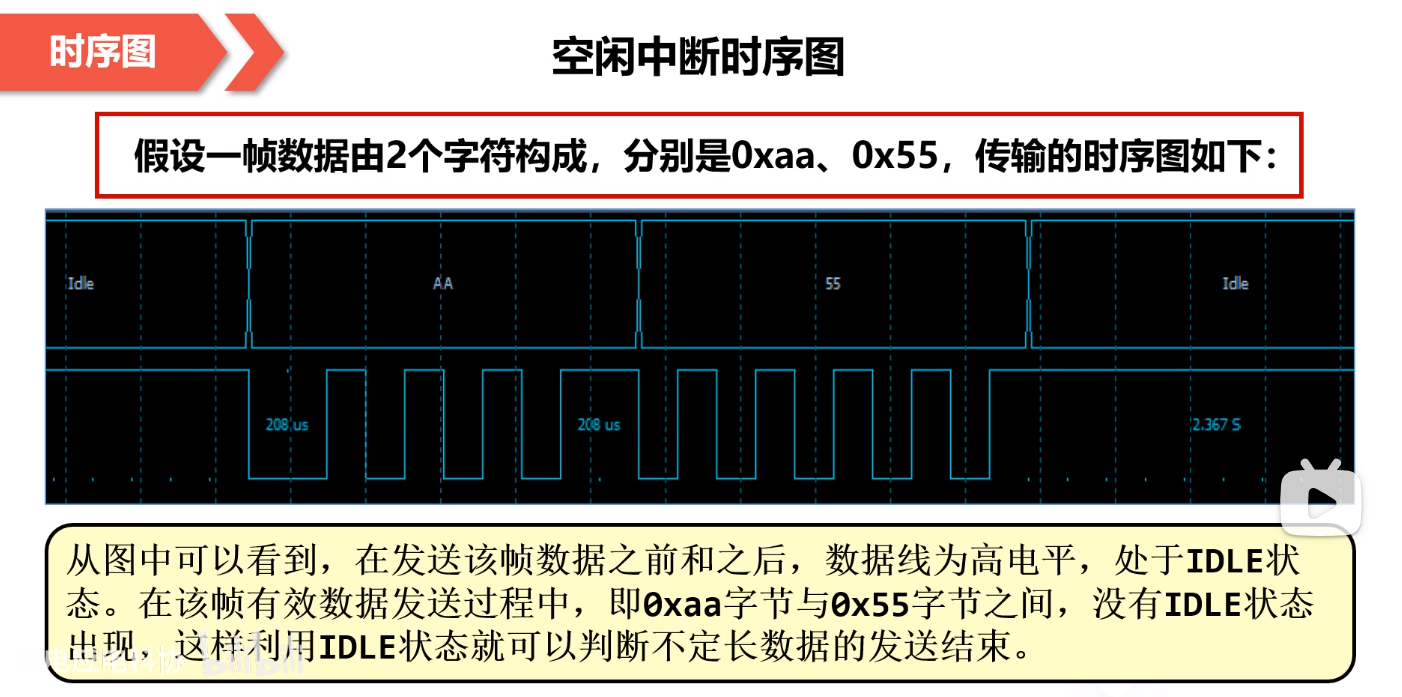 时序图
空闲中断时序图
假设一帧数据由2个字符构成，分别是0xaa、0x55，传输的时序图如下：
Idle
AA
55
Idle
208 us
208 us
2.367 S
从图中可以看到，在发送该帧数据之前和之后，数据线为高电平，处于IDLE状
态。在该帧有效数据发送过程中，即0xaa字节与0x55字节之间，没有IDLE状态
出现，这样利用IDLE状态就可以判断不定长数据的发送结束。
bilibili